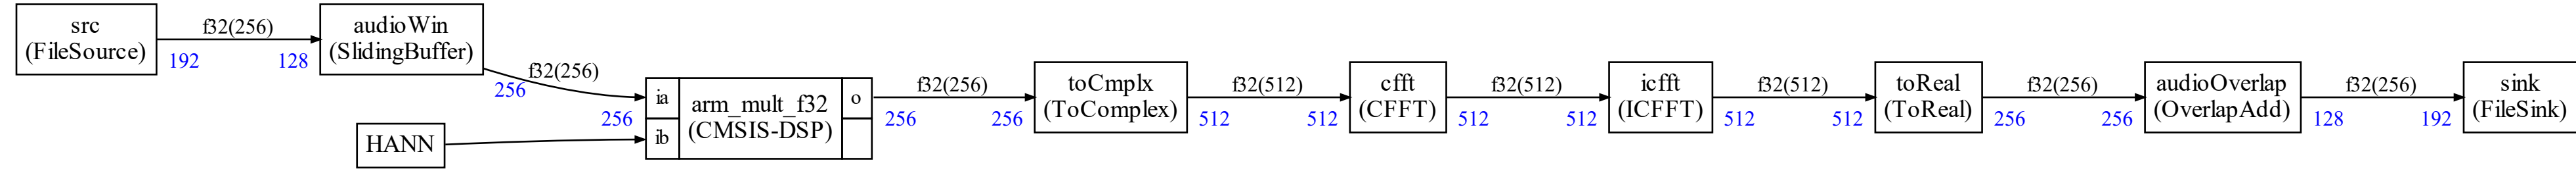 src
(FileSource)
f32(256)
192
128
audioWin
(SlidingBuffer)
f32(256)
256
256
HANN
ia
ib
arm_mult_f32
(CMSIS-DSP)
o
f32(256)
256
256
toCmplx
(ToComplex)
f32(512)
512
512
cfft
(CFFT)
f32(512)
512
512
icfft
(ICFFT)
f32(512)
512
512
toReal
(ToReal)
f32(256)
256
256
audioOverlap
(OverlapAdd)
f32(256)
128
192
sink
(FileSink)